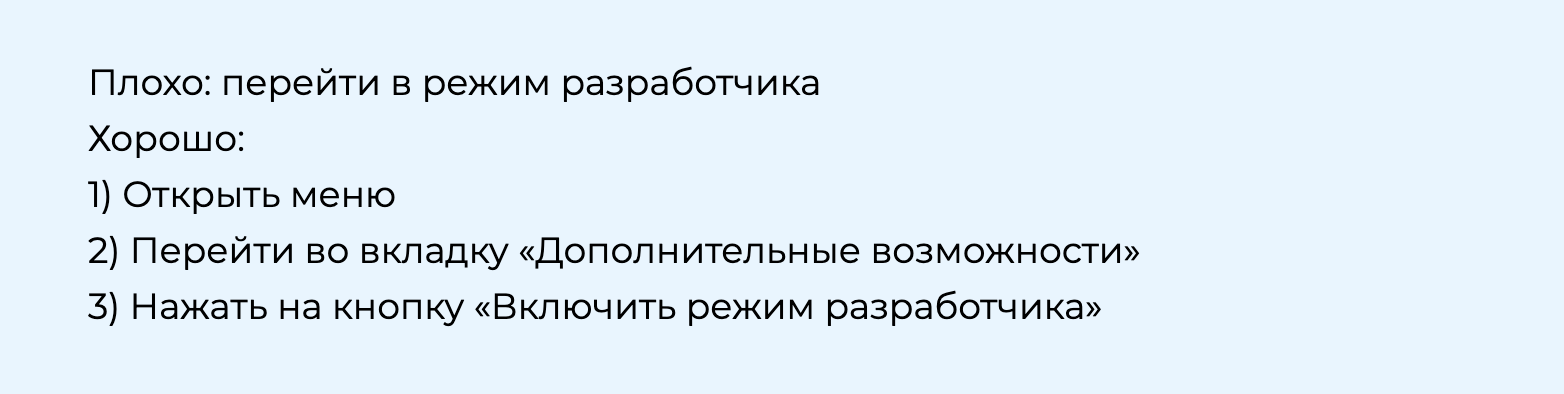 Плохо: перейти в режим разработчика
Хорошо:
1) Открыть меню
2) Перейти во вкладку «Дополнительные возможности»
3) Нажать на кнопку «Включить режим разработчика»